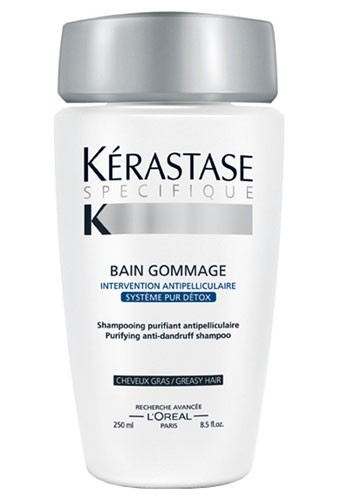 KÉRASTASE
SPECIFIQUE
K
BAIN GOMMAGE
INTERVENTION ANTIPELLICULAIRE
SYSTÈME PUR DÉTOX
Shampooing purifiant antipelliculaire
Purifying anti-dandruff shampoo
CHEVEUX GRAS / GREASY HAIR
RECHERCHE AVANCÉE
L'ORÉAL
250 ml PARIS 8.5 fl.oz.